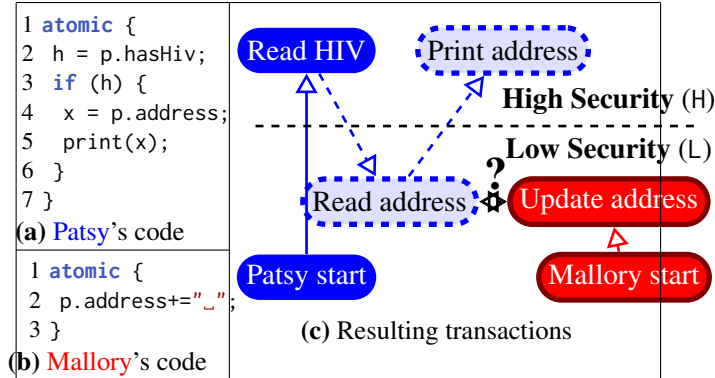 1 atomic {
2 h = p.hasHiv;
3 if (h) {
4 x = p.address;
5 print(x);
6 }
7 }
(a) Patsy's code
1 atomic {
2 p.address+="␣";
3 }
(b) Mallory's code
Read HIV
Print address
High Security (H)
Low Security (L)
?
Read address
Update address
Patsy start
Mallory start
(c) Resulting transactions